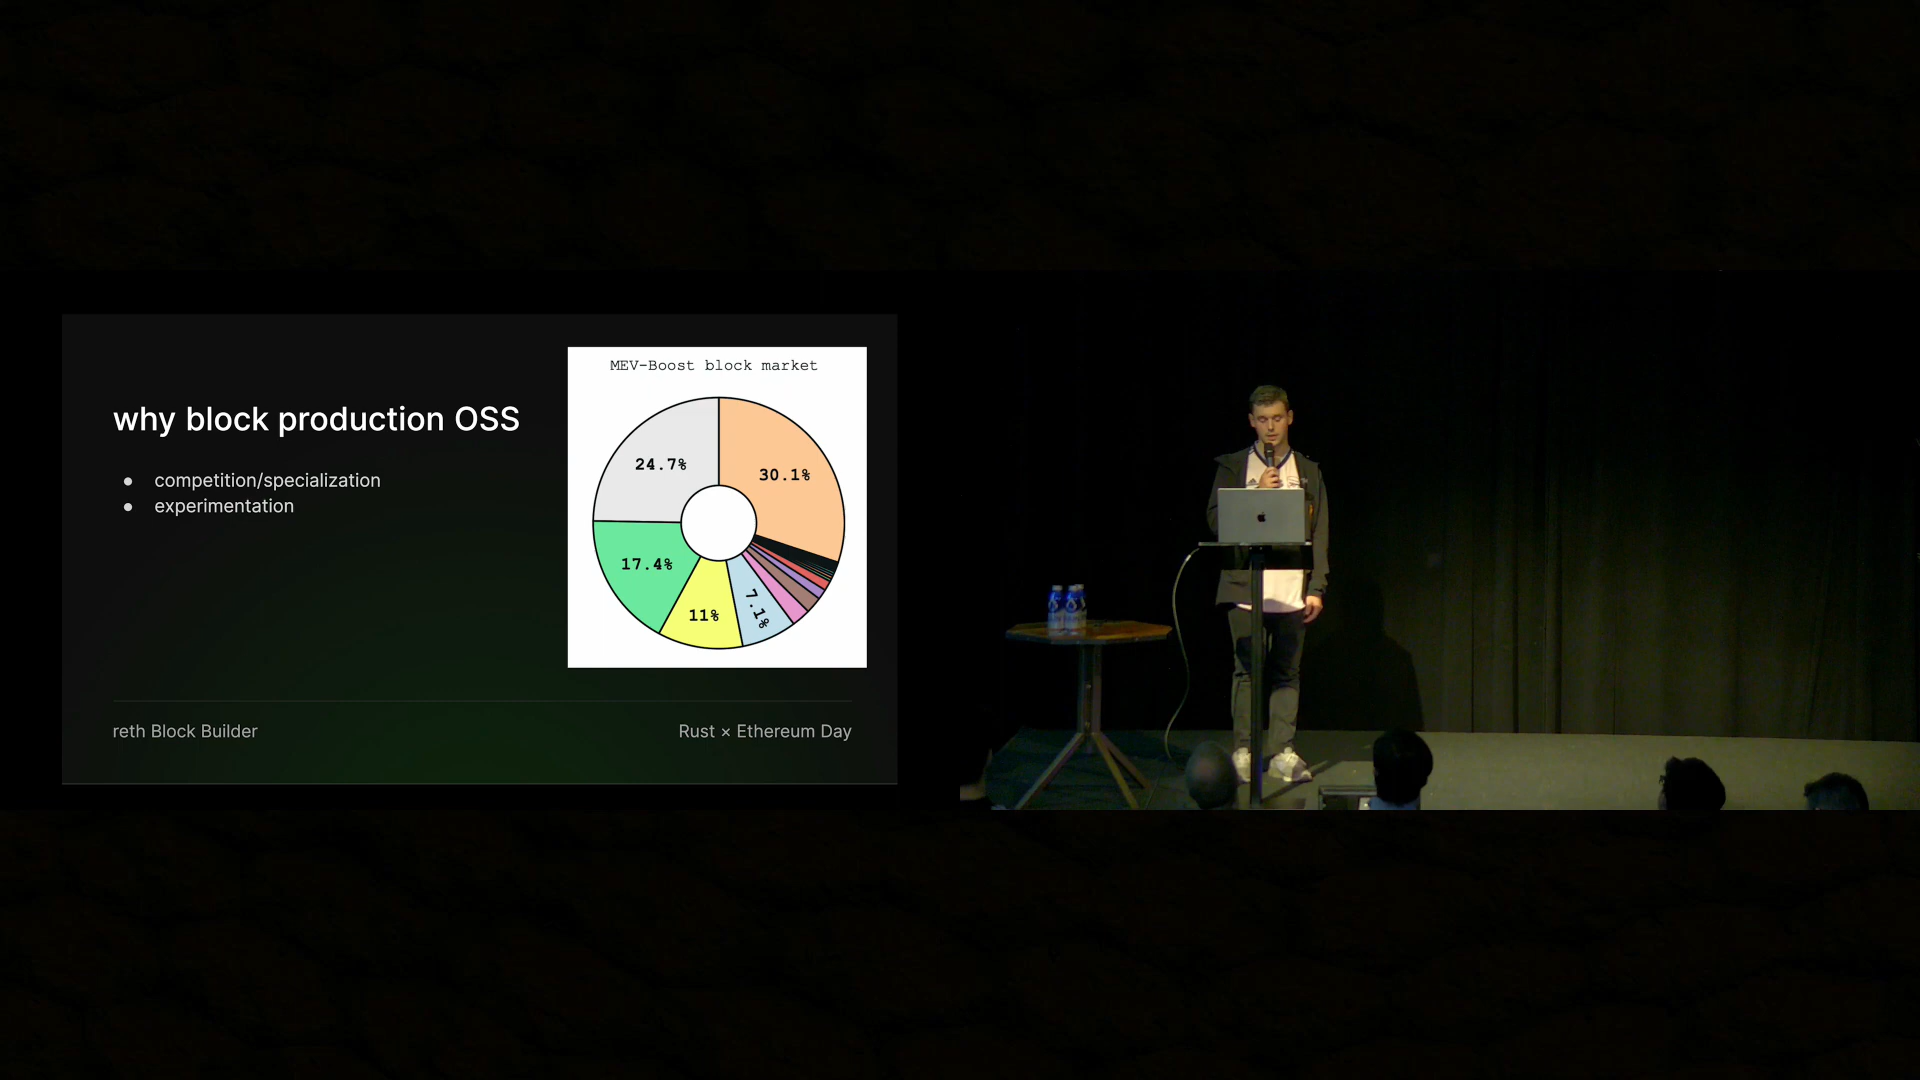 why block production OSS
● competition/specialization
● experimentation
MEV-Boost block market
24.7%
30.1%
17.4%
11%
7.1%
reth Block Builder
Rust × Ethereum Day